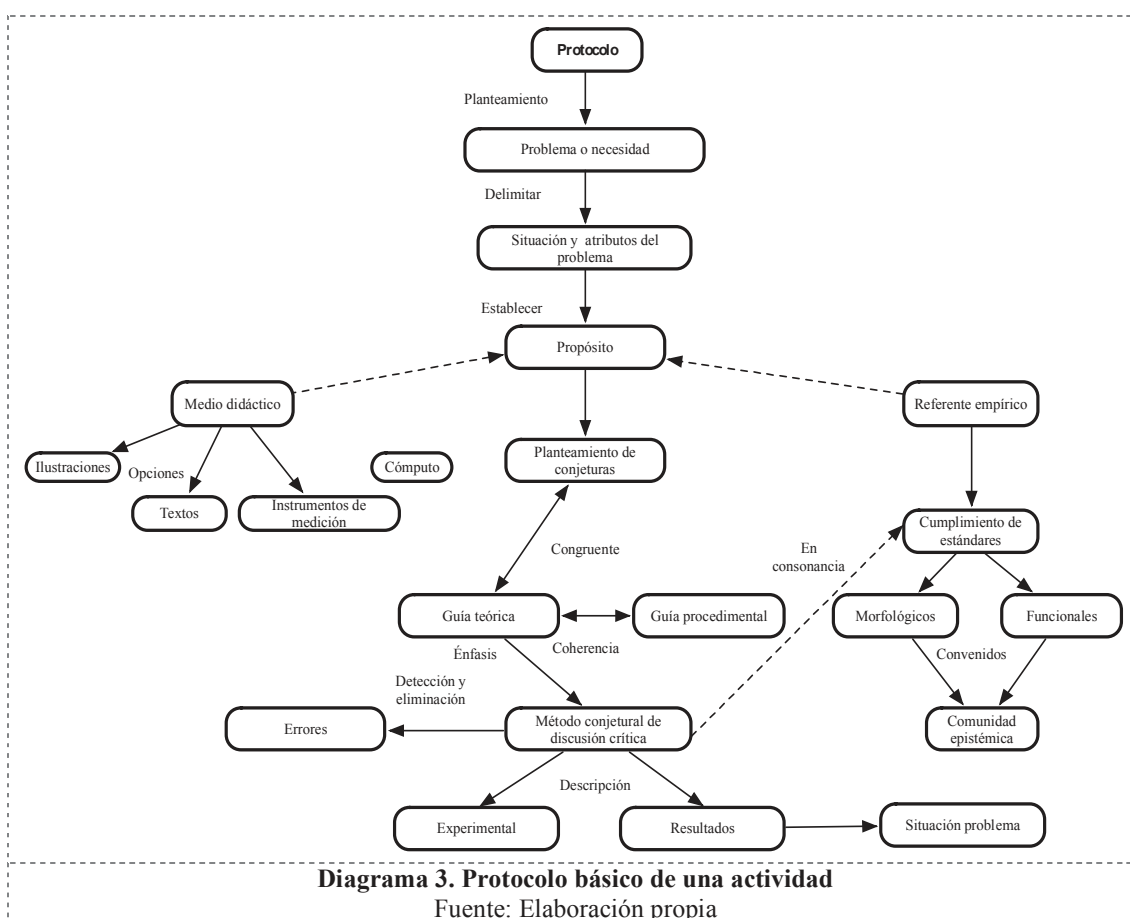 Protocolo
Planteamiento
Problema o necesidad
Delimitar
Situación y atributos del
problema
Establecer
Propósito
Medio didáctico
Referente empírico
Ilustraciones
Opciones
Cómputo
Planteamiento de
conjeturas
Textos
Instrumentos de
medición
Cumplimiento de
estándares
Congruente
En
consonancia
Guía teórica
Guía procedimental
Morfológicos
Funcionales
Énfasis
Coherencia
Convenidos
Detección y
eliminación
Errores
Método conjetural de
discusión crítica
Comunidad
epistémica
Descripción
Experimental
Resultados
Situación problema
Diagrama 3. Protocolo básico de una actividad
Fuente: Elaboración propia